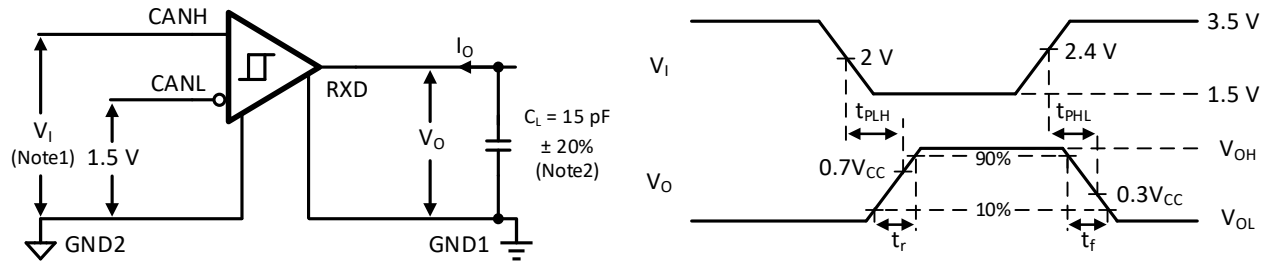 CANH
CANL
V_I
(Note1)
1.5 V
GND2
RXD
I_O
V_O
C_L = 15 pF
± 20%
(Note2)
GND1
V_I
2 V
2.4 V
3.5 V
1.5 V
t_PLH
t_PHL
V_O
0.7V_CC
90%
10%
0.3V_CC
V_OH
V_OL
t_r
t_f